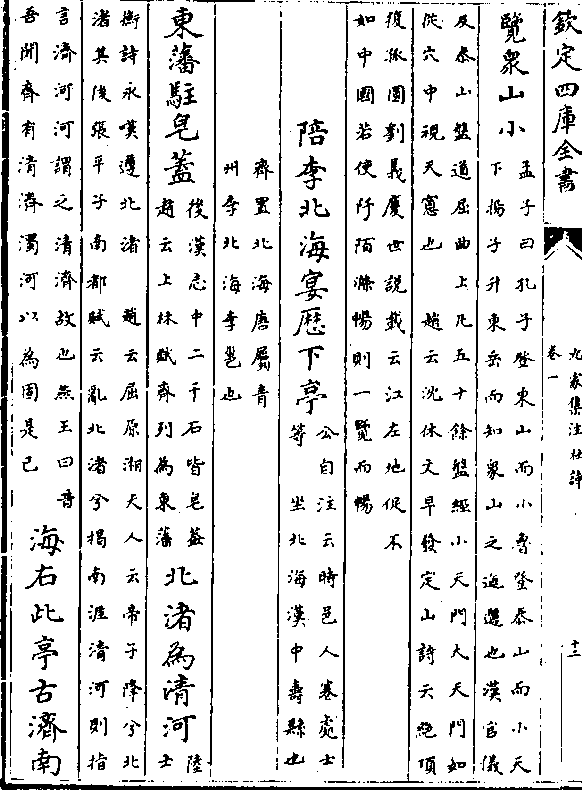 欽定四庫全書
九家集注杜詩
卷一
十二
覽衆山小
孟子曰孔子登東山而小魯登泰山而小天
下揚子升東岳而知衆山之邐迤也漢官儀
及泰山盤道屈曲上凡五十餘盤經小天門大天門如
從穴中視天窻也 趙云沈休文早發定山詩云絶頂
復孤圓劉義慶世説載云江左地促不
如中國若使阡陌滌暢則一覽而暢
陪李北海宴歷下亭
公自注云時邑人蹇處士
等 坐北海漢中壽縣也
齊置北海唐屬青
州李北海李邕也
東藩駐皂蓋
後漢志中二千石皆皂蓋
趙云上林賦齊列為東藩
北渚為清河
陸士
衡詩永嘆遵北渚 趙云屈原湘夫人云帝子降兮北
渚其後張平子南都賦云亂北渚兮揭南涯清河則指
言濟河河謂之清濟故也燕王曰昔
吾聞齊有清濟濁河以為固是已
海右此亭古濟南